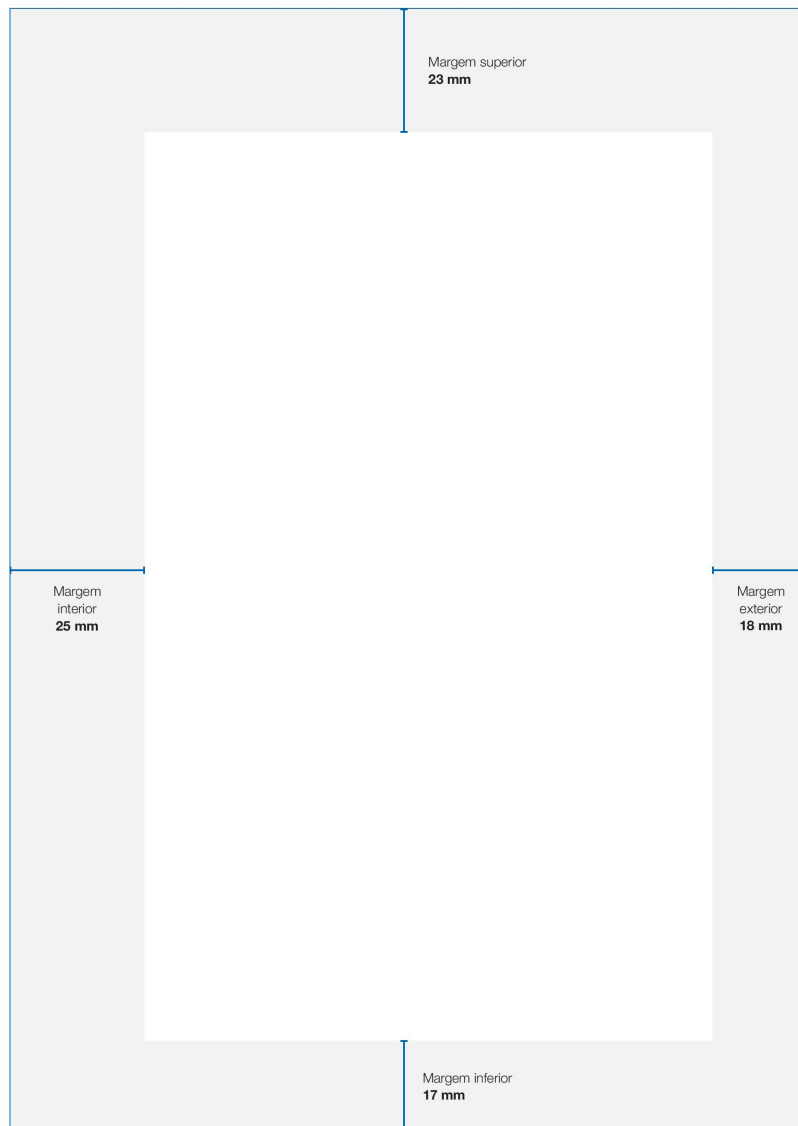 Margem superior
23 mm
Margem
interior
25 mm
Margem
exterior
18 mm
Margem inferior
17 mm